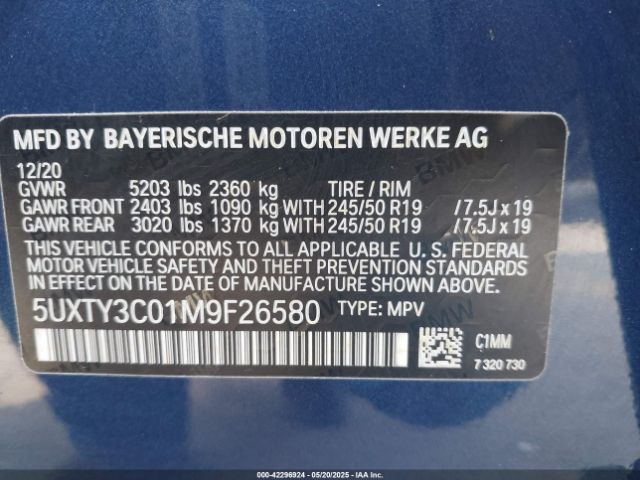 MFD BY BAYERISCHE MOTOREN WERKE AG
12/20
GVWR 5203 lbs 2360 kg TIRE / RIM
GAWR FRONT 2403 lbs 1090 kg WITH 245/50 R19 /7.5J x 19
GAWR REAR 3020 lbs 1370 kg WITH 245/50 R19 /7.5J x 19
THIS VEHICLE CONFORMS TO ALL APPLICABLE U. S. FEDERAL
MOTOR VEHICLE SAFETY AND THEFT PREVENTION STANDARDS
IN EFFECT ON THE DATE OF MANUFACTURE SHOWN ABOVE.
5UXTY3C01M9F26580 TYPE: MPV
C1MM
7 320 730
000-42296924 - 05/20/2025 - IAAI Inc.